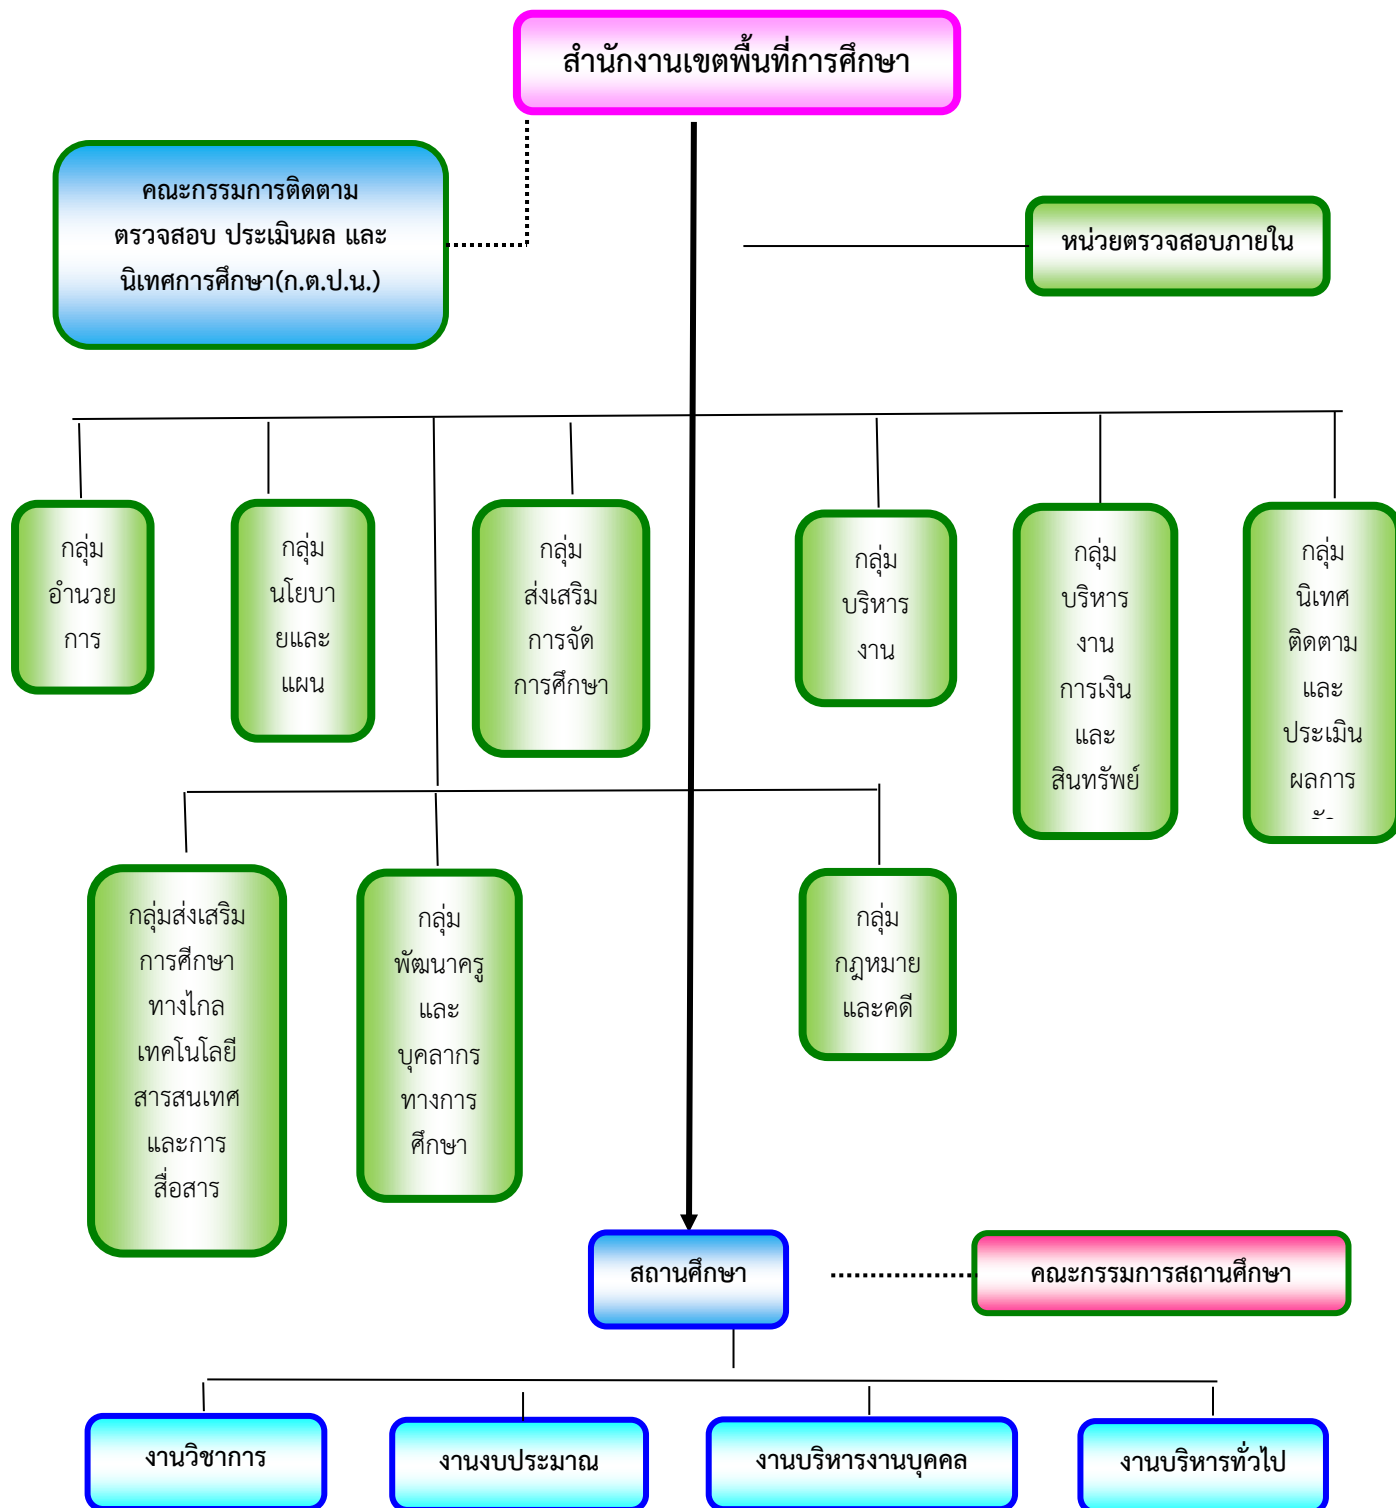 สำนักงานเขตพื้นที่การศึกษา
คณะกรรมการติดตาม
ตรวจสอบ ประเมินผล และ
นิเทศการศึกษา(ก.ต.ป.น.)
หน่วยตรวจสอบภายใน
กลุ่ม
อำนวย
การ
กลุ่ม
นโยบา
ยและ
แผน
กลุ่ม
ส่งเสริม
การจัด
การศึกษา
กลุ่ม
บริหาร
งาน
กลุ่ม
บริหาร
งาน
การเงิน
และ
สินทรัพย์
กลุ่ม
นิเทศ
ติดตาม
และ
ประเมิน
ผลการ
กลุ่มส่งเสริม
การศึกษา
ทางไกล
เทคโนโลยี
สารสนเทศ
และการ
สื่อสาร
กลุ่ม
พัฒนาครู
และ
บุคลากร
ทางการ
ศึกษา
กลุ่ม
กฎหมาย
และคดี
สถานศึกษา
คณะกรรมการสถานศึกษา
งานวิชาการ
งานงบประมาณ
งานบริหารงานบุคคล
งานบริหารทั่วไป